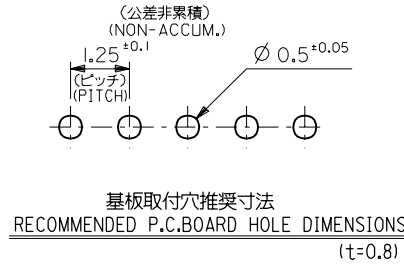 (公差非累積)
(NON-ACCUM.)
1.25 ±0.1
Ø 0.5 ±0.05
(ピッチ)
(PITCH)
基板取付穴推奨寸法
RECOMMENDED P.C.BOARD HOLE DIMENSIONS
(t=0.8)